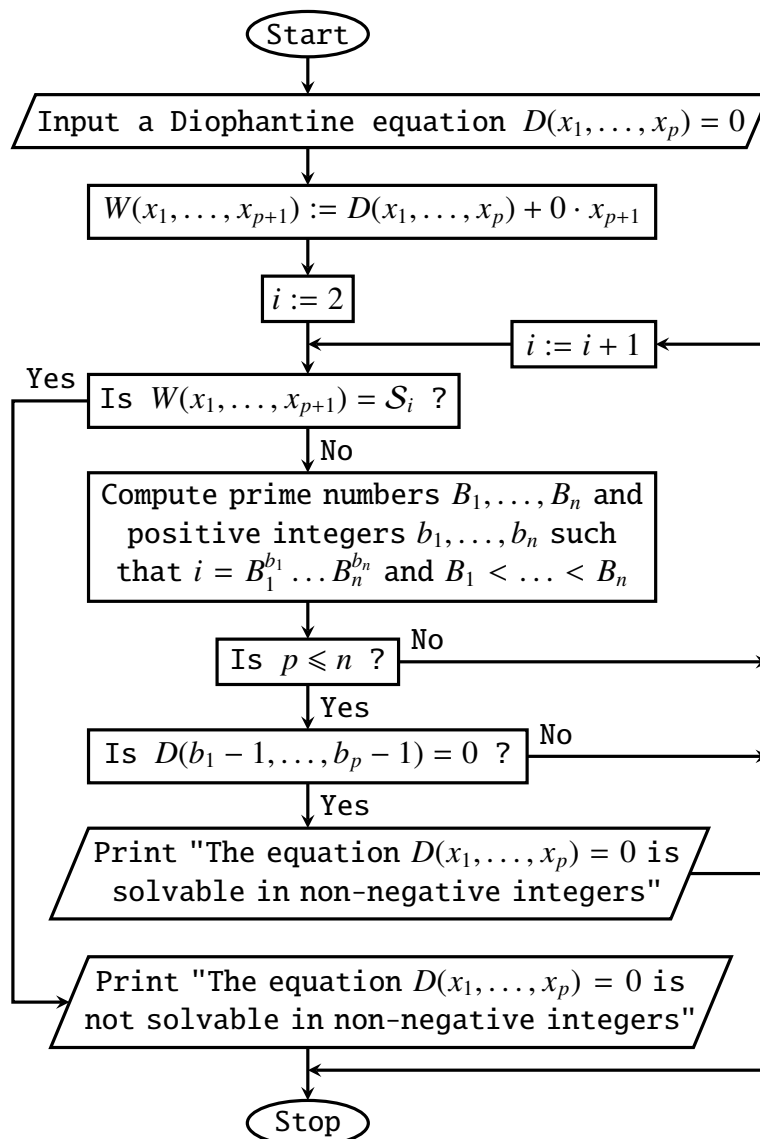 Start
Input a Diophantine equation D(x₁, …, xₚ) = 0
W(x₁, …, xₚ₊₁) := D(x₁, …, xₚ) + 0 · xₚ₊₁
i := 2
i := i + 1
Yes
Is W(x₁, …, xₚ₊₁) = 𝒮ᵢ ?
No
Compute prime numbers B₁, …, Bₙ and
positive integers b₁, …, bₙ such
that i = B₁^{b₁} … Bₙ^{bₙ} and B₁ < … < Bₙ
Is p ⩽ n ?
No
Yes
Is D(b₁ − 1, …, bₚ − 1) = 0 ?
No
Yes
Print "The equation D(x₁, …, xₚ) = 0 is
solvable in non-negative integers"
Print "The equation D(x₁, …, xₚ) = 0 is
not solvable in non-negative integers"
Stop